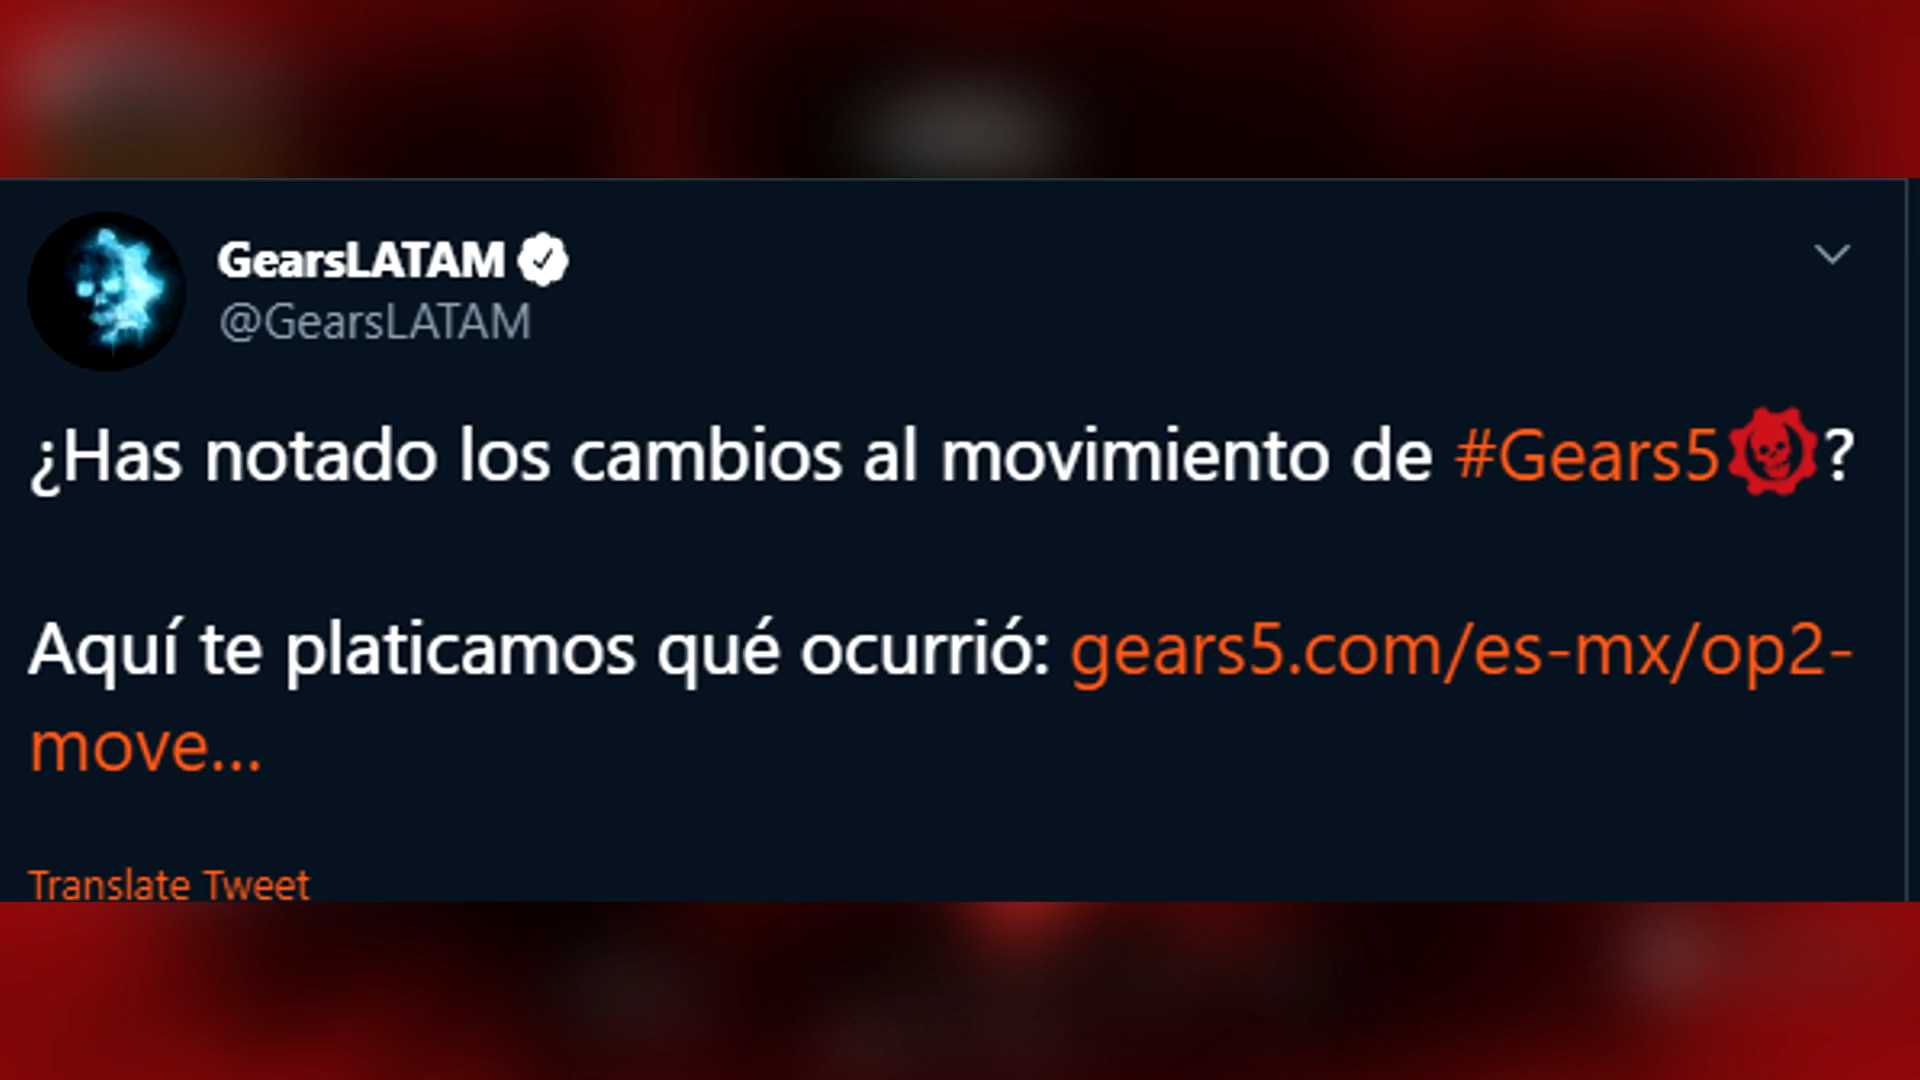 GearsLATAM
@GearsLATAM
¿Has notado los cambios al movimiento de #Gears5?
Aquí te platicamos qué ocurrió: gears5.com/es-mx/op2-
move...
Translate Tweet